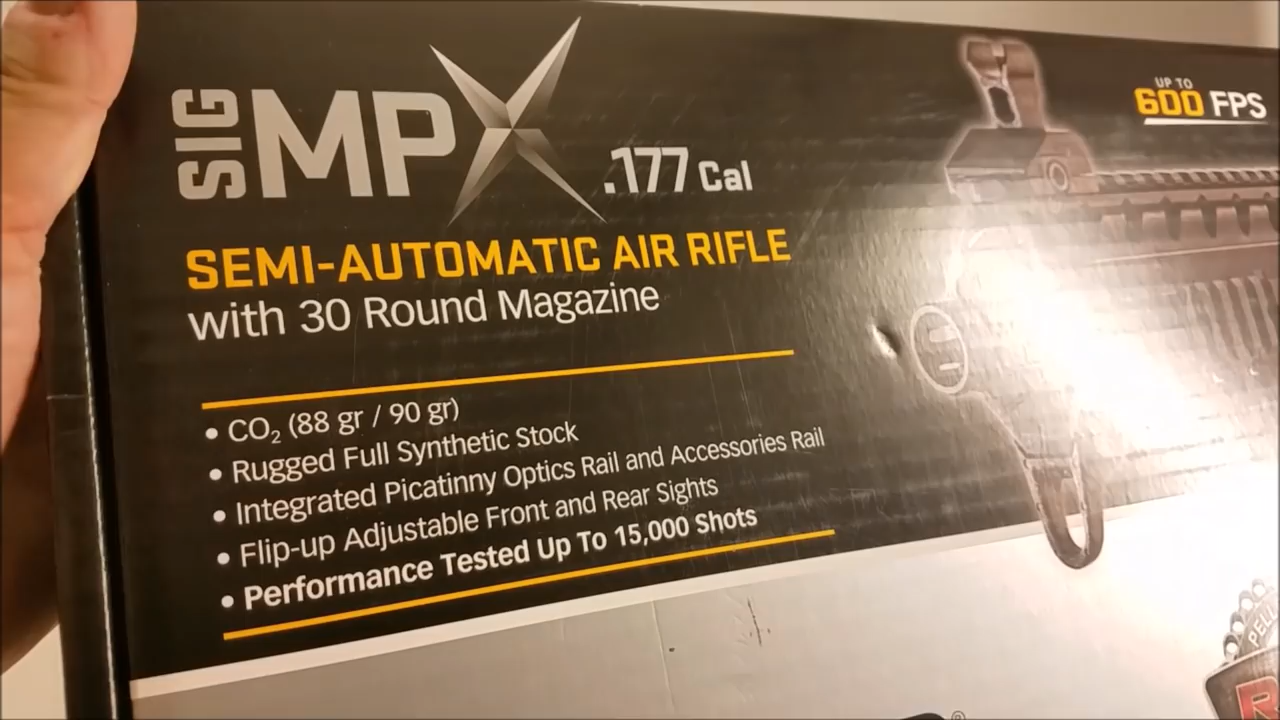 SIG MPX .177 Cal
UP TO
600 FPS
SEMI-AUTOMATIC AIR RIFLE
with 30 Round Magazine
• CO₂ (88 gr / 90 gr)
• Rugged Full Synthetic Stock
• Integrated Picatinny Optics Rail and Accessories Rail
• Flip-up Adjustable Front and Rear Sights
• Performance Tested Up To 15,000 Shots
®